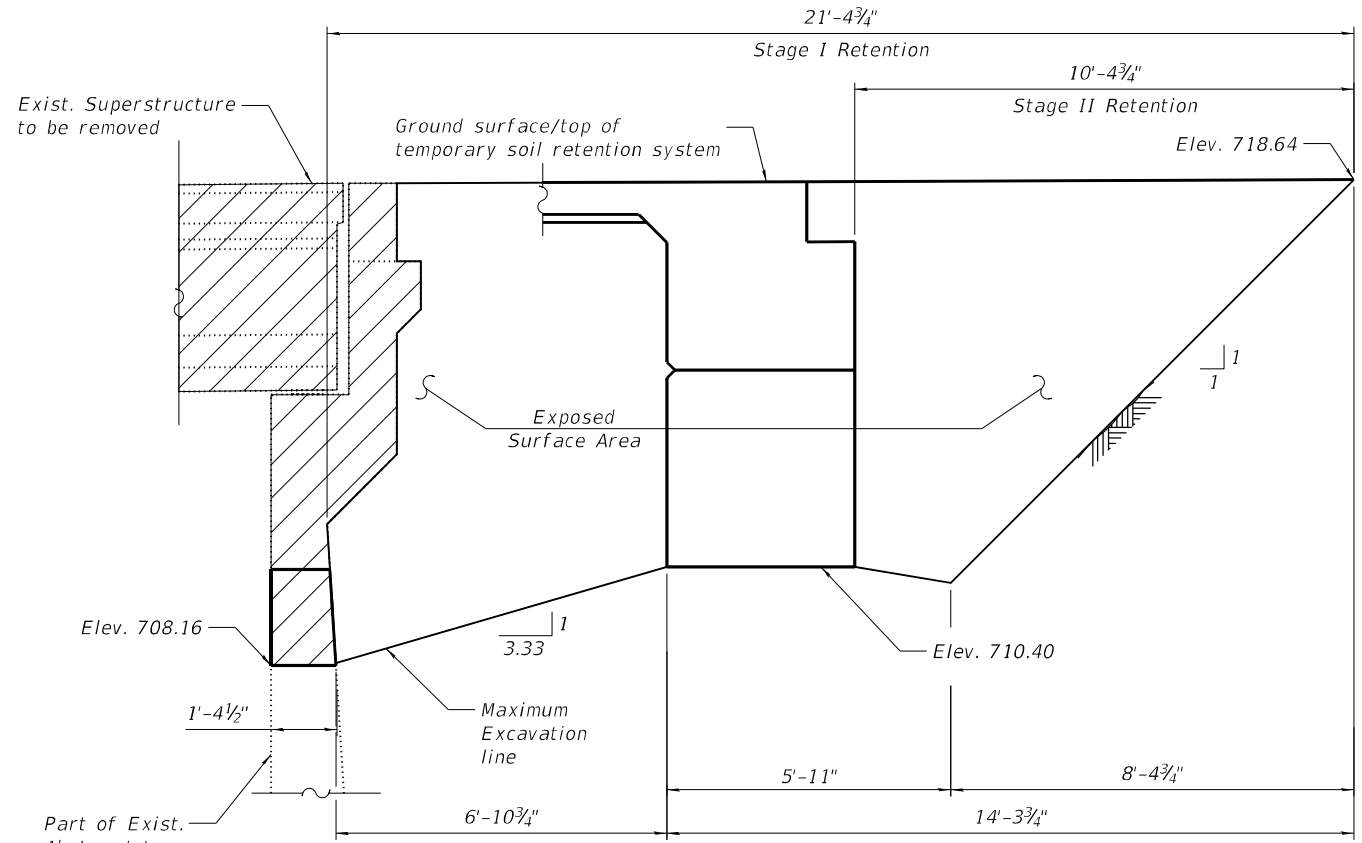 21'-4¾"
Stage I Retention
10'-4¾"
Stage II Retention
Exist. Superstructure
to be removed
Ground surface/top of
temporary soil retention system
Elev. 718.64
1
1
Exposed
Surface Area
1
3.33
Elev. 708.16
Elev. 710.40
1'-4½"
Maximum
Excavation
line
5'-11"
8'-4¾"
6'-10¾"
14'-3¾"
Part of Exist.